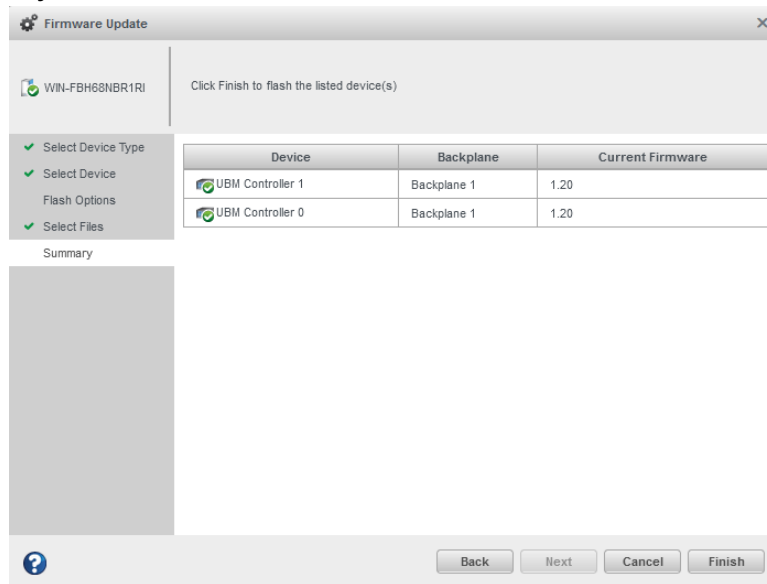 Firmware Update
WIN-FBH68NBR1RI
Click Finish to flash the listed device(s)
Select Device Type
Select Device
Flash Options
Select Files
Summary
Device Backplane Current Firmware
UBM Controller 1 Backplane 1 1.20
UBM Controller 0 Backplane 1 1.20
Back Next Cancel Finish